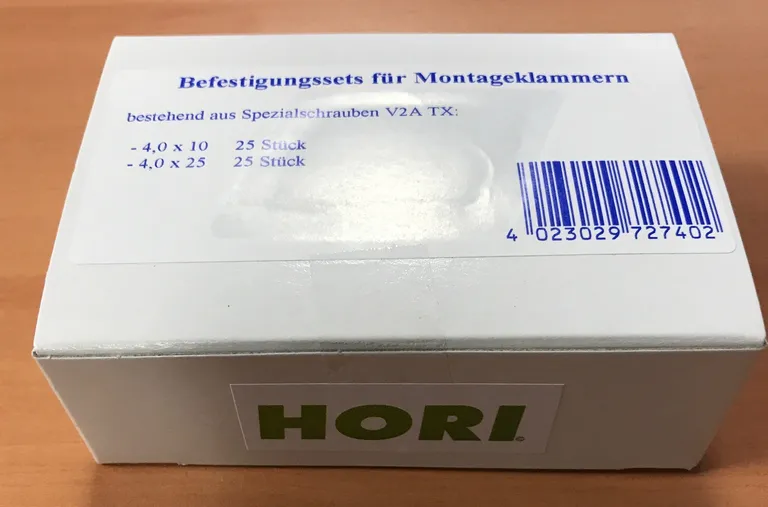 Befestigungssets für Montageklammern
bestehend aus Spezialschrauben V2A TX:
- 4,0 x 10 25 Stück
- 4,0 x 25 25 Stück
4 023029 727402
HORI®